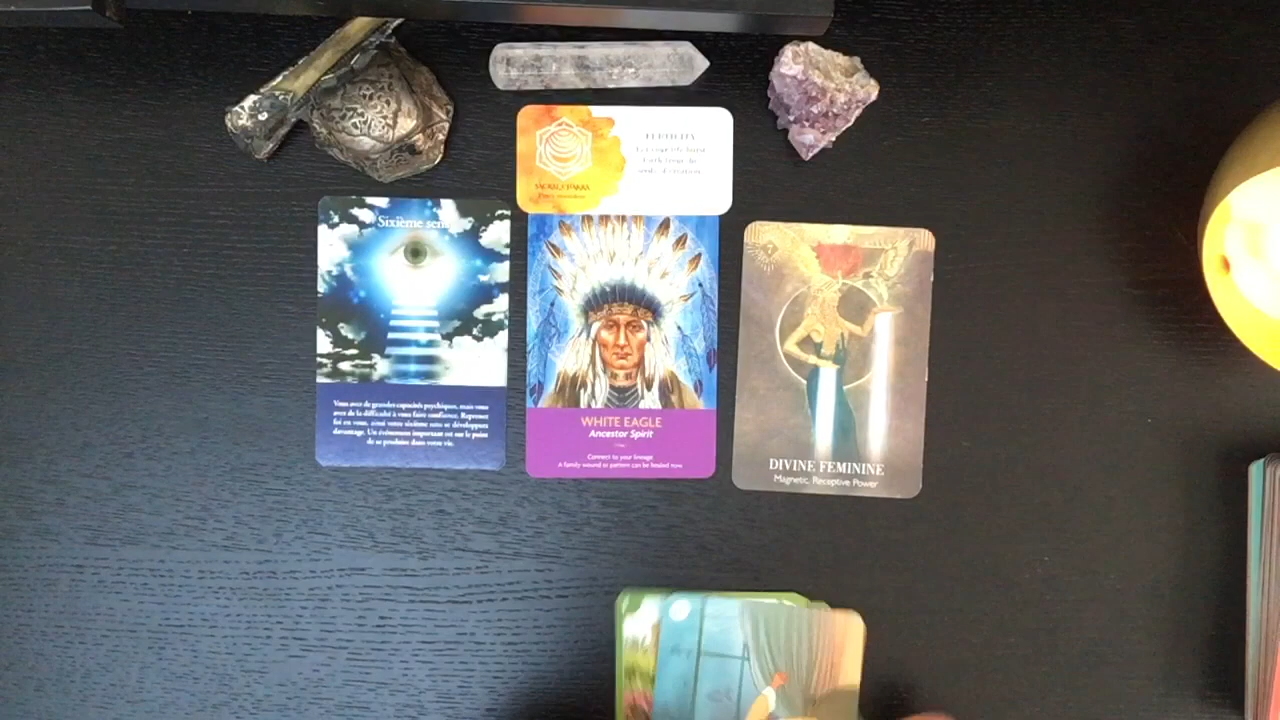 FERTILITY
Sixième sens
Vous avez de grandes capacités psychiques, mais vous
avez de la difficulté à vous faire confiance. Reprenez
foi en vous, ainsi votre sixième sens se développera
davantage. Un événement important est sur le point
de se produire dans votre vie.
WHITE EAGLE
Ancestor Spirit
Connect to your lineage
A family wound or pattern can be healed now
DIVINE FEMININE
Magnetic, Receptive Power